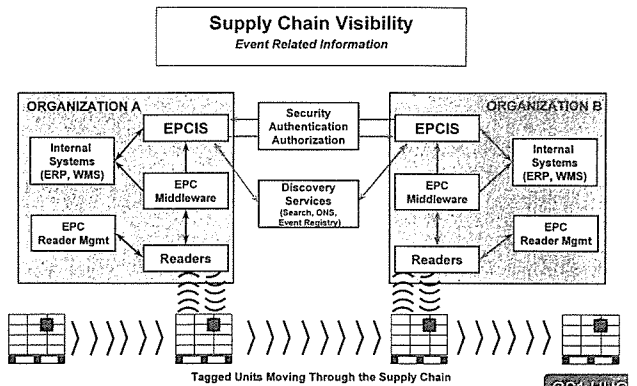 Supply Chain Visibility
Event Related Information
ORGANIZATION A
EPCIS
Internal
Systems
(ERP, WMS)
EPC
Middleware
EPC
Reader Mgmt
Readers
Security
Authentication
Authorization
Discovery
Services
(Search, ONS,
Event Registry)
ORGANIZATION B
EPCIS
Internal
Systems
(ERP, WMS)
EPC
Middleware
EPC
Reader Mgmt
Readers
Tagged Units Moving Through the Supply Chain